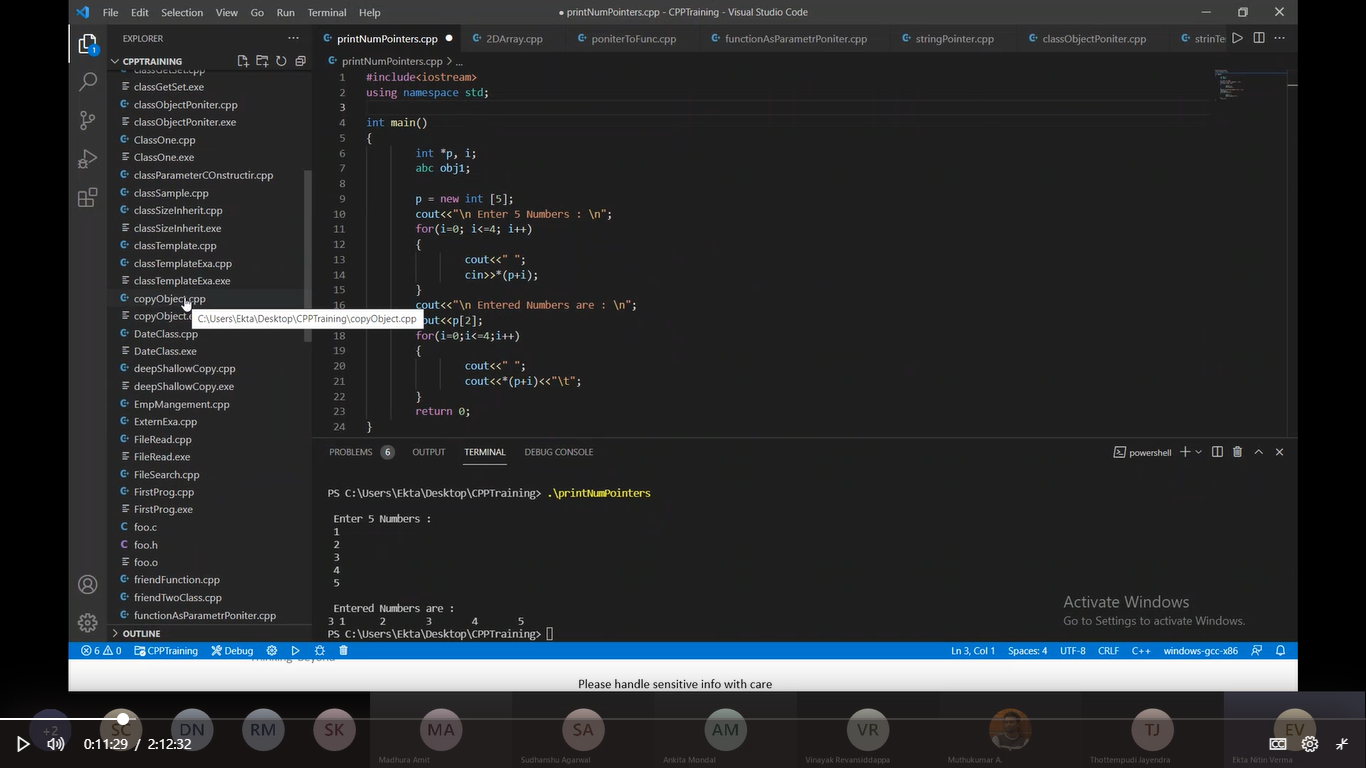 File Edit Selection View Go Run Terminal Help
● printNumPointers.cpp - CPPTraining - Visual Studio Code
EXPLORER
CPPTRAINING
classGetSet.cpp
classGetSet.exe
classObjectPoniter.cpp
classObjectPoniter.exe
ClassOne.cpp
ClassOne.exe
classParameterCOnstructir.cpp
classSample.cpp
classSizeInherit.cpp
classSizeInherit.exe
classTemplate.cpp
classTemplateExa.cpp
classTemplateExa.exe
copyObject.cpp
copyObject.
C:\Users\Ekta\Desktop\CPPTraining\copyObject.cpp
DateClass.cpp
DateClass.exe
deepShallowCopy.cpp
deepShallowCopy.exe
EmpMangement.cpp
ExternExa.cpp
FileRead.cpp
FileRead.exe
FileSearch.cpp
FirstProg.cpp
FirstProg.exe
foo.c
foo.h
foo.o
friendFunction.cpp
friendTwoClass.cpp
functionAsParametrPoniter.cpp
OUTLINE
printNumPointers.cpp 2DArray.cpp poniterToFunc.cpp functionAsParametrPoniter.cpp stringPointer.cpp classObjectPoniter.cpp strinTe
printNumPointers.cpp > ...
1 #include<iostream>
2 using namespace std;
3
4 int main()
5 {
6 int *p, i;
7 abc obj1;
8
9 p = new int [5];
10 cout<<"\n Enter 5 Numbers : \n";
11 for(i=0; i<=4; i++)
12 {
13 cout<<" ";
14 cin>>*(p+i);
15 }
16 cout<<"\n Entered Numbers are : \n";
out<<p[2];
18 for(i=0;i<=4;i++)
19 {
20 cout<<" ";
21 cout<<*(p+i)<<"\t";
22 }
23 return 0;
24 }
PROBLEMS 6 OUTPUT TERMINAL DEBUG CONSOLE
powershell
PS C:\Users\Ekta\Desktop\CPPTraining> .\printNumPointers
Enter 5 Numbers :
1
2
3
4
5
Entered Numbers are :
3 1 2 3 4 5
PS C:\Users\Ekta\Desktop\CPPTraining>
Activate Windows
Go to Settings to activate Windows.
6 0 CPPTraining Debug
Ln 3, Col 1 Spaces: 4 UTF-8 CRLF C++ windows-gcc-x86
Please handle sensitive info with care
+2 SC DN RM SK MA SA AM VR TJ EV
Madhura Amit Sudhanshu Agarwal Ankita Mondal Vinayak Revansiddappa Muthukumar A. Thottempudi Jayendra Ekta Nitin Verma
0:11:29 / 2:12:32
CC